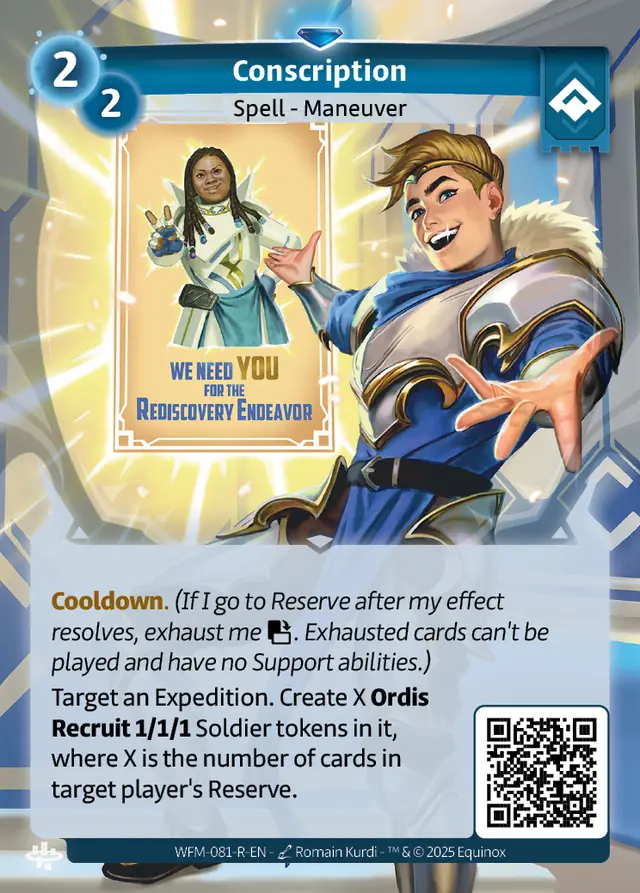 2
2
Conscription
Spell - Maneuver
WE NEED YOU
FOR THE
REDISCOVERY ENDEAVOR
Cooldown. (If I go to Reserve after my effect
resolves, exhaust me . Exhausted cards can't be
played and have no Support abilities.)
Target an Expedition. Create X Ordis
Recruit 1/1/1 Soldier tokens in it,
where X is the number of cards in
target player's Reserve.
WFM-081-R-EN - Romain Kurdi - ™ & © 2025 Equinox